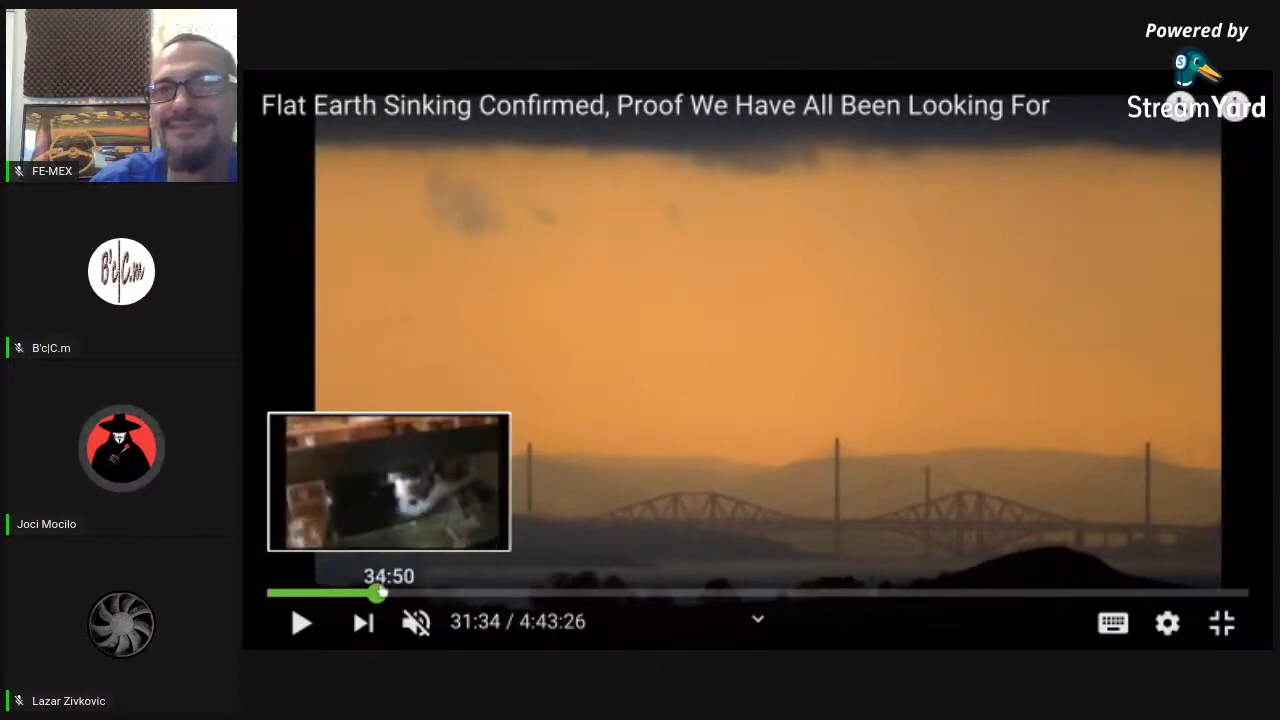 Powered by
StreamYard
Flat Earth Sinking Confirmed, Proof We Have All Been Looking For
FE-MEX
B'c|C.m
B'c|C.m
Joci Mocilo
34:50
31:34 / 4:43:26
Lazar Zivkovic